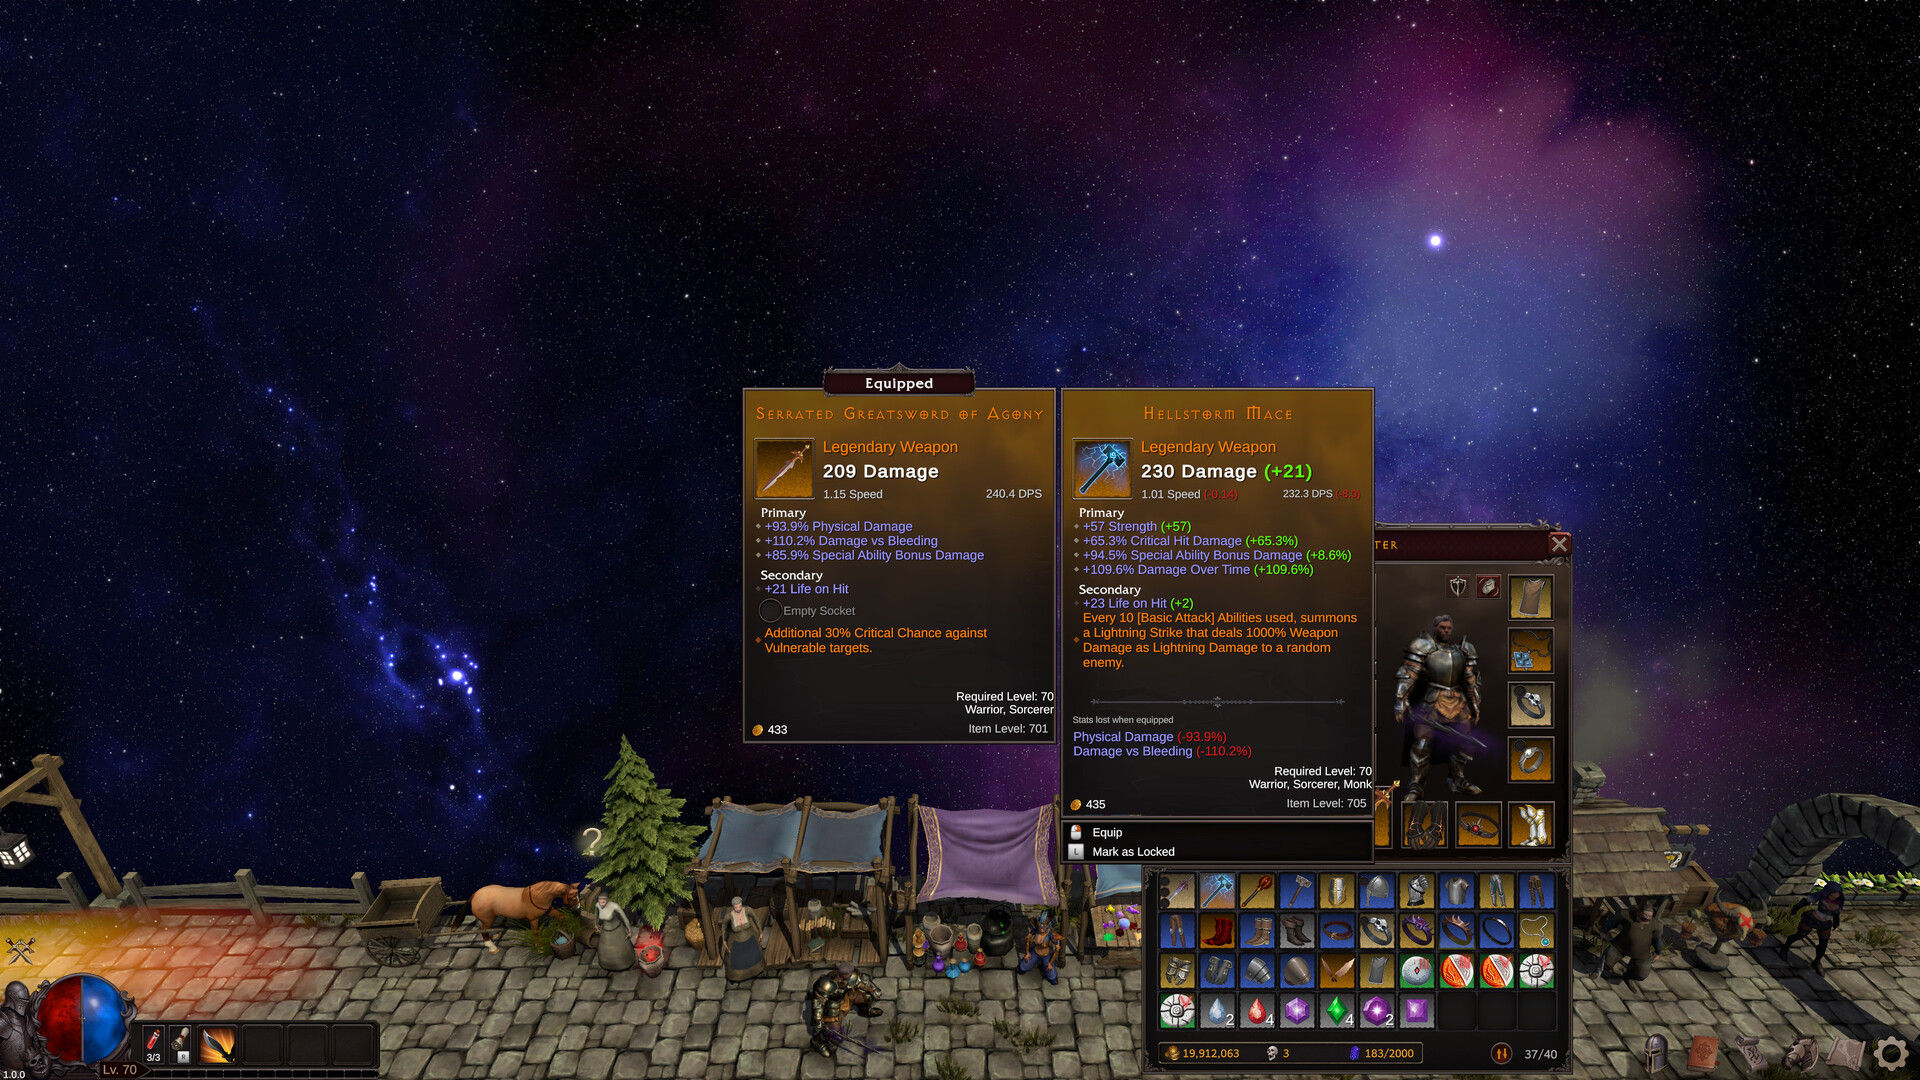 Equipped
Serrated Greatsword of Agony
Legendary Weapon
209 Damage
1.15 Speed
240.4 DPS
Primary
+93.9% Physical Damage
+110.2% Damage vs Bleeding
+85.9% Special Ability Bonus Damage
Secondary
+21 Life on Hit
Empty Socket
Additional 30% Critical Chance against
Vulnerable targets.
Required Level: 70
Warrior, Sorcerer
433
Item Level: 701
Hellstorm Mace
Legendary Weapon
230 Damage (+21)
1.01 Speed (-0.14)
232.3 DPS
Primary
+57 Strength (+57)
+65.3% Critical Hit Damage (+65.3%)
+94.5% Special Ability Bonus Damage (+8.6%)
+109.6% Damage Over Time (+109.6%)
Secondary
+23 Life on Hit (+2)
Every 10 [Basic Attack] Abilities used, summons
a Lightning Strike that deals 1000% Weapon
Damage as Lightning Damage to a random
enemy.
Stats lost when equipped
Physical Damage (-93.9%)
Damage vs Bleeding (-110.2%)
Required Level: 70
Warrior, Sorcerer, Monk
435
Item Level: 705
Equip
L Mark as Locked
TER
?
?
2
4
4
2
19,912,063
3
183/2000
37/40
3/3
R
Lv. 70
1.0.0